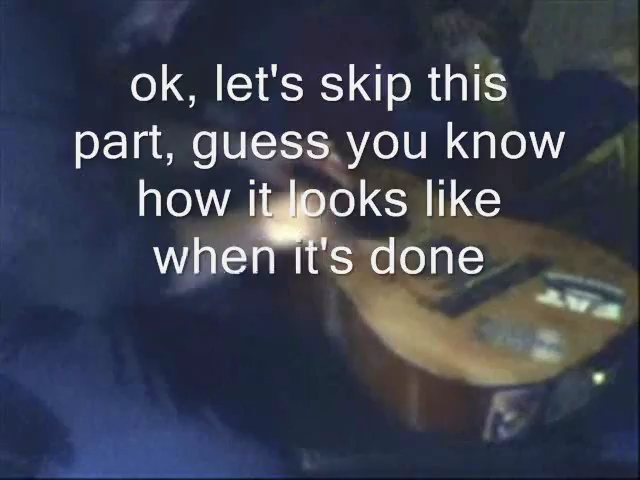 ok, let's skip this
part, guess you know
how it looks like
when it's done